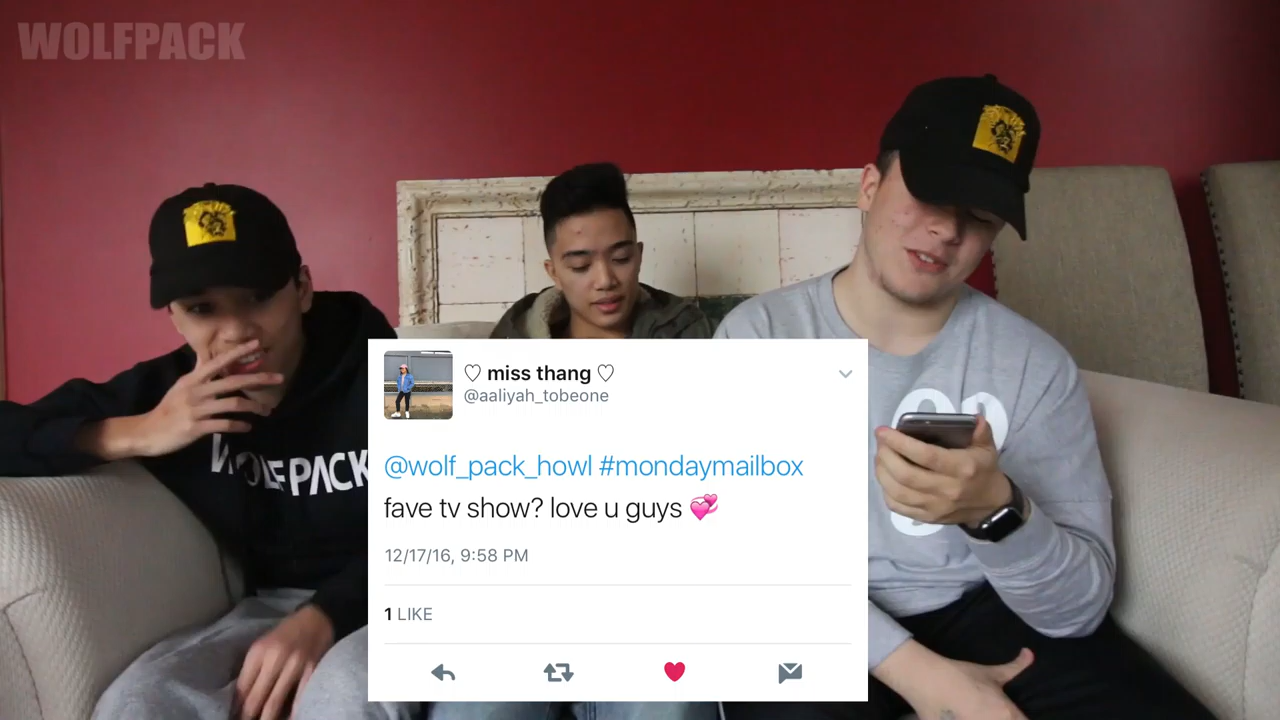 WOLFPACK
WOLFPACK
♡ miss thang ♡
@aaliyah_tobeone
@wolf_pack_howl #mondaymailbox
fave tv show? love u guys 💞
12/17/16, 9:58 PM
1 LIKE